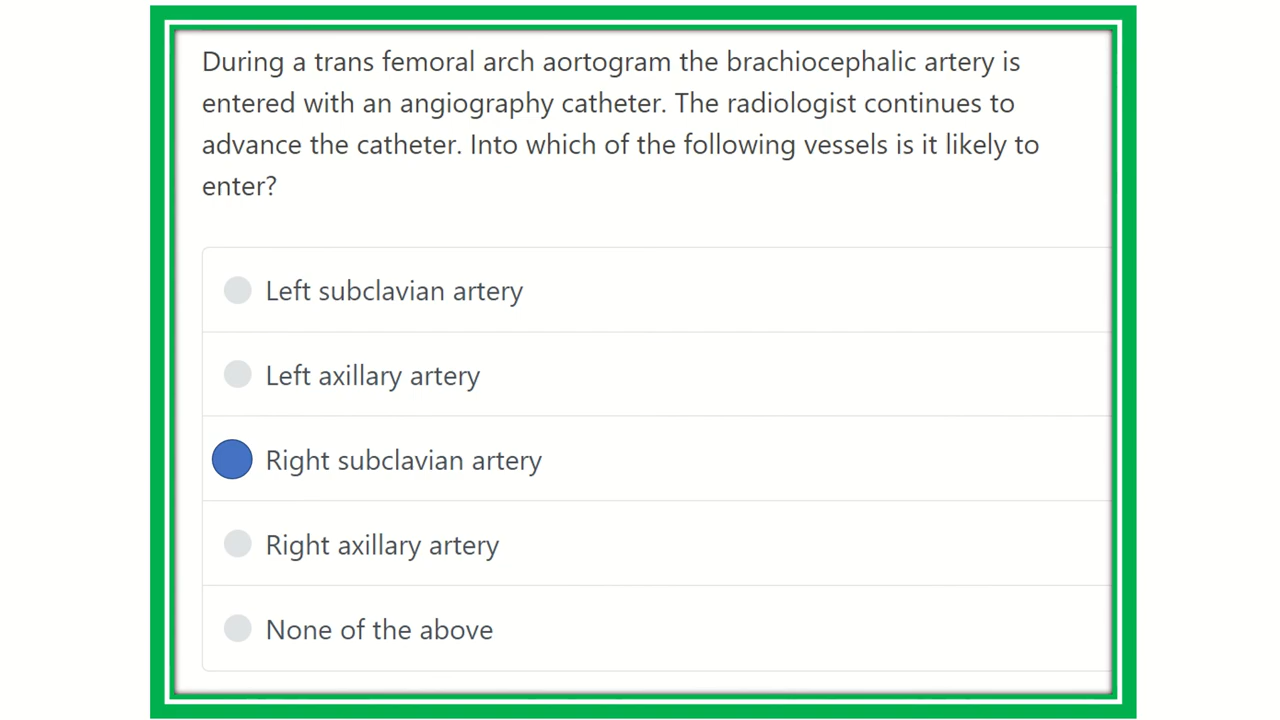 During a trans femoral arch aortogram the brachiocephalic artery is
entered with an angiography catheter. The radiologist continues to
advance the catheter. Into which of the following vessels is it likely to
enter?
Left subclavian artery
Left axillary artery
Right subclavian artery
Right axillary artery
None of the above